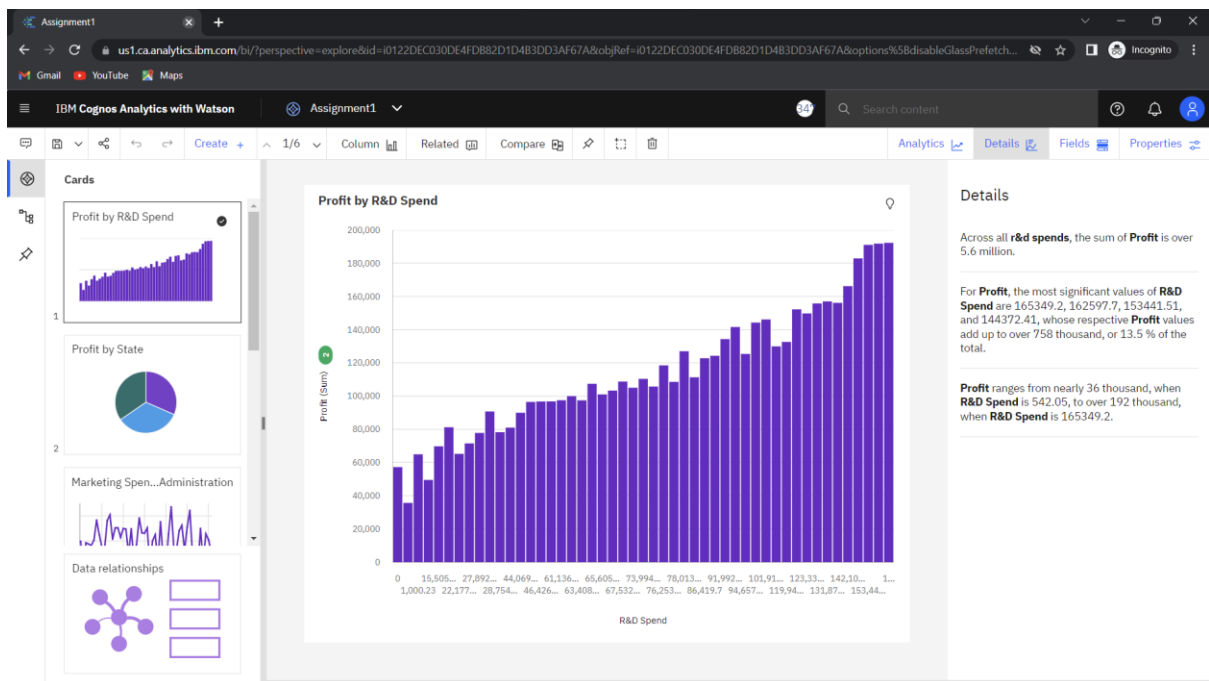 Assignment1
us1.ca.analytics.ibm.com/bi/?perspective=explore&id=i0122DEC030DE4FDB82D1D4B3DD3AF67A&objRef=i0122DEC030DE4FDB82D1D4B3DD3AF67A&options%5BdisableGlassPrefetch...
Incognito
Gmail YouTube Maps
IBM Cognos Analytics with Watson Assignment1 Search content
Create + 1/6 Column Related Compare Analytics Details Fields Properties
Cards
Profit by R&D Spend
1
Profit by State
2
Marketing Spen...Administration
Data relationships
Profit by R&D Spend
200,000
180,000
160,000
140,000
120,000
100,000
80,000
60,000
40,000
20,000
0
Profit (Sum) 2
0 15,505... 27,892... 44,069... 61,136... 65,605... 73,994... 78,013... 91,992... 101,91... 123,33... 142,10... 1...
1,000.23 22,177... 28,754... 46,426... 63,408... 67,532... 76,253... 86,419.7 94,657... 119,94... 131,87... 153,44...
R&D Spend
Details
Across all r&d spends, the sum of Profit is over
5.6 million.
For Profit, the most significant values of R&D
Spend are 165349.2, 162597.7, 153441.51,
and 144372.41, whose respective Profit values
add up to over 758 thousand, or 13.5 % of the
total.
Profit ranges from nearly 36 thousand, when
R&D Spend is 542.05, to over 192 thousand,
when R&D Spend is 165349.2.